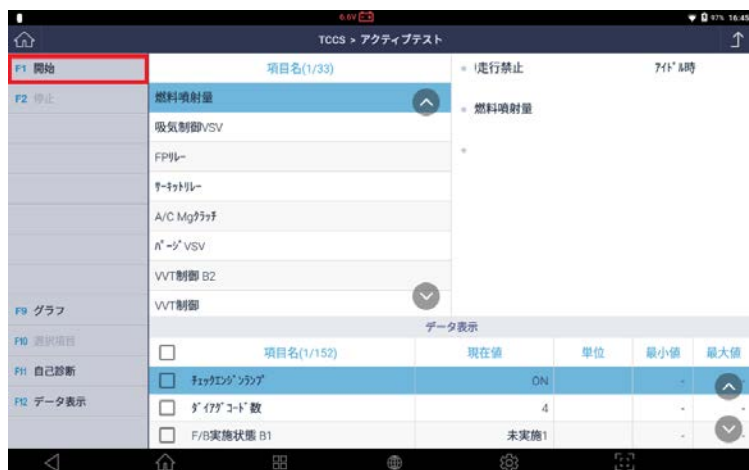 6.6V
97% 16:45
TCCS > アクティブテスト
F1 開始
F2 停止
F9 グラフ
F10 選択項目
F11 自己診断
F12 データ表示
項目名(1/33)
燃料噴射量
吸気制御VSV
FPﾘﾚｰ
ｻｰｷｯﾄﾘﾚｰ
A/C Mgｸﾗｯﾁ
ﾊﾟｰｼﾞVSV
VVT制御 B2
VVT制御
走行禁止 ｱｲﾄﾞﾙ時
燃料噴射量
データ表示
項目名(1/152) 現在値 単位 最小値 最大値
ﾁｪｯｸｴﾝｼﾞﾝﾗﾝﾌﾟ ON - -
ﾀﾞｲｱｸﾞｺｰﾄﾞ数 4 - -
F/B実施状態 B1 未実施1 - -